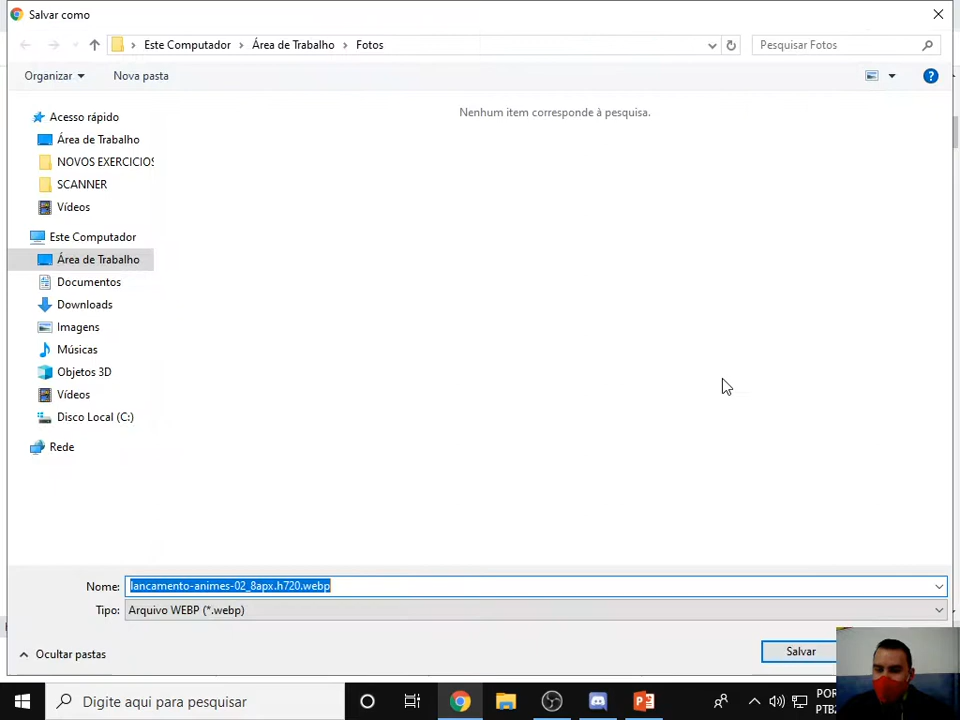 Salvar como
Este Computador
Área de Trabalho
Fotos
Pesquisar Fotos
Organizar
Nova pasta
Nenhum item corresponde à pesquisa.
Acesso rápido
Área de Trabalho
NOVOS EXERCICIOS
SCANNER
Vídeos
Este Computador
Área de Trabalho
Documentos
Downloads
Imagens
Músicas
Objetos 3D
Vídeos
Disco Local (C:)
Rede
Nome: lancamento-animes-02_8apx.h720.webp
Tipo: Arquivo WEBP (*.webp)
Ocultar pastas
Salvar
Digite aqui para pesquisar
POR
PTB2